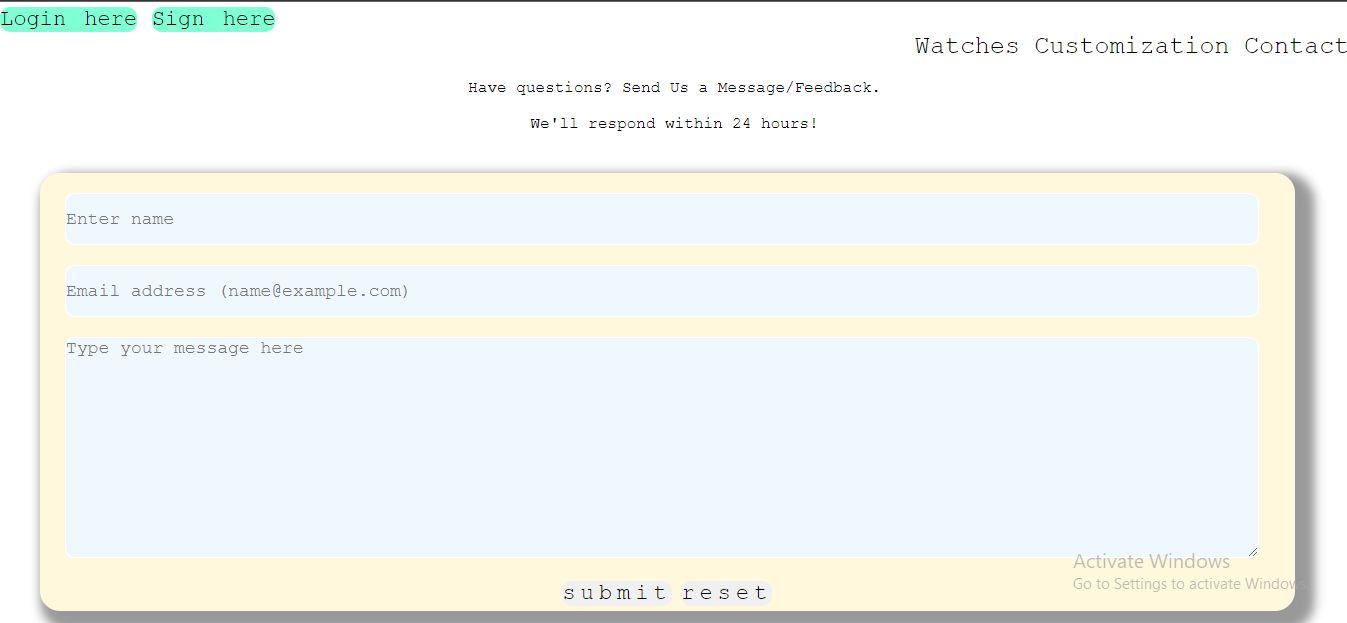 Login here Sign here
Watches Customization Contact
Have questions? Send Us a Message/Feedback.
We'll respond within 24 hours!
Enter name
Email address (name@example.com)
Type your message here
Activate Windows
Go to Settings to activate Windows.
submit reset